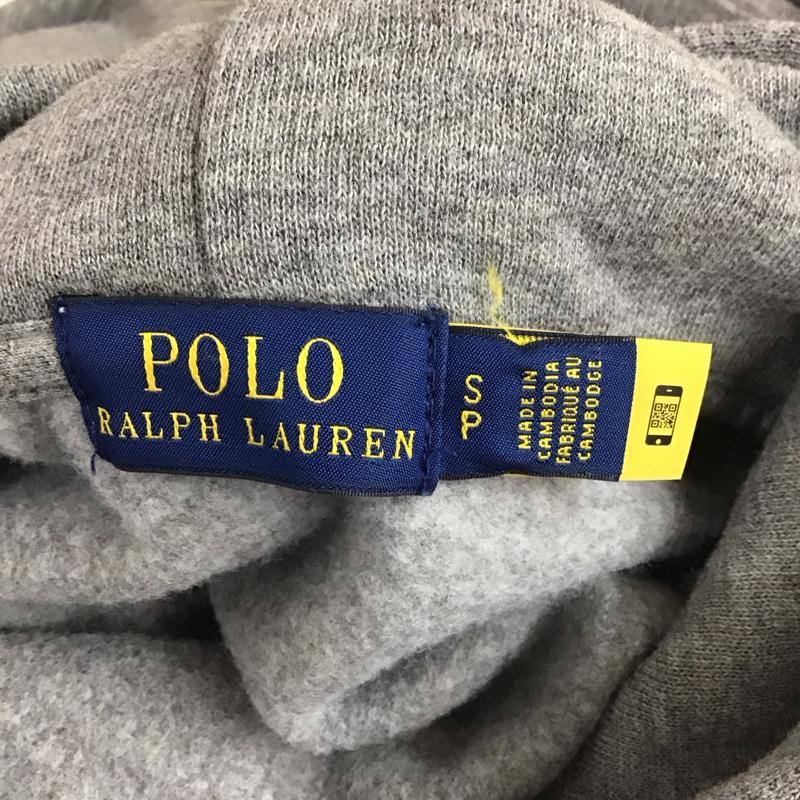 POLO
RALPH LAUREN
S
P
MADE IN
CAMBODIA
FABRIQUÉ AU
CAMBODGE